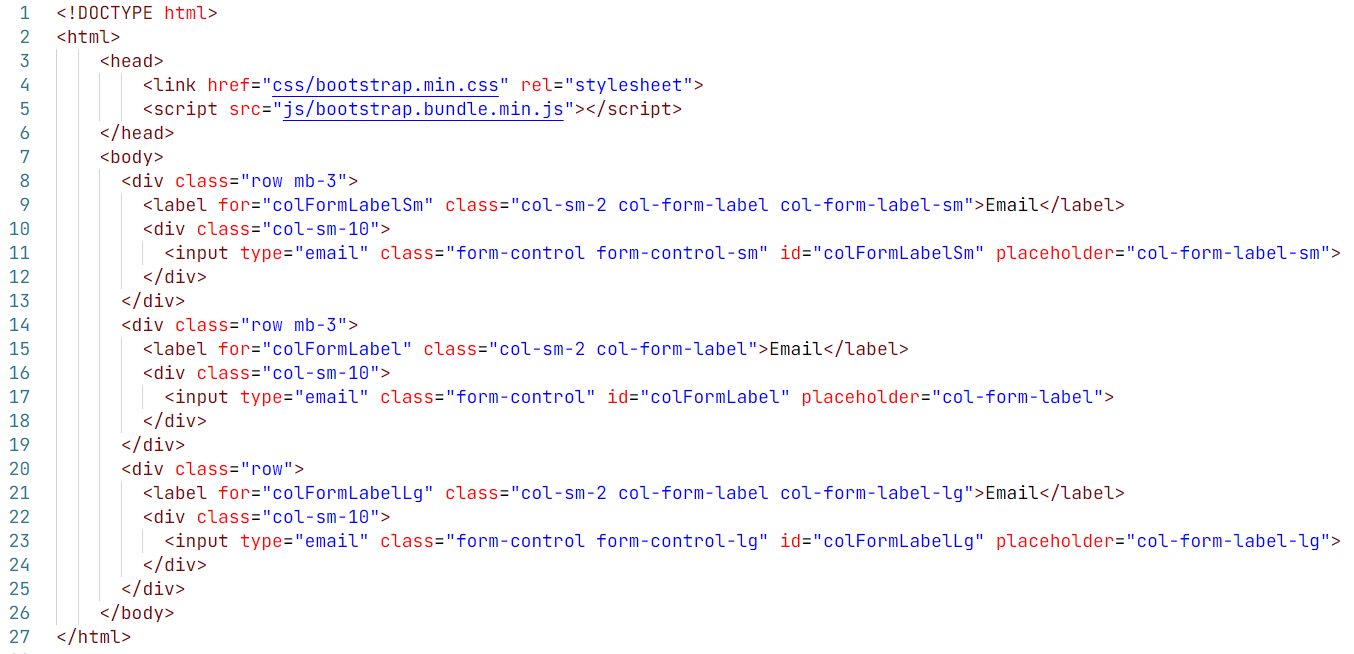 1 <!DOCTYPE html>
2 <html>
3 <head>
4 <link href="css/bootstrap.min.css" rel="stylesheet">
5 <script src="js/bootstrap.bundle.min.js"></script>
6 </head>
7 <body>
8 <div class="row mb-3">
9 <label for="colFormLabelSm" class="col-sm-2 col-form-label col-form-label-sm">Email</label>
10 <div class="col-sm-10">
11 <input type="email" class="form-control form-control-sm" id="colFormLabelSm" placeholder="col-form-label-sm">
12 </div>
13 </div>
14 <div class="row mb-3">
15 <label for="colFormLabel" class="col-sm-2 col-form-label">Email</label>
16 <div class="col-sm-10">
17 <input type="email" class="form-control" id="colFormLabel" placeholder="col-form-label">
18 </div>
19 </div>
20 <div class="row">
21 <label for="colFormLabelLg" class="col-sm-2 col-form-label col-form-label-lg">Email</label>
22 <div class="col-sm-10">
23 <input type="email" class="form-control form-control-lg" id="colFormLabelLg" placeholder="col-form-label-lg">
24 </div>
25 </div>
26 </body>
27 </html>